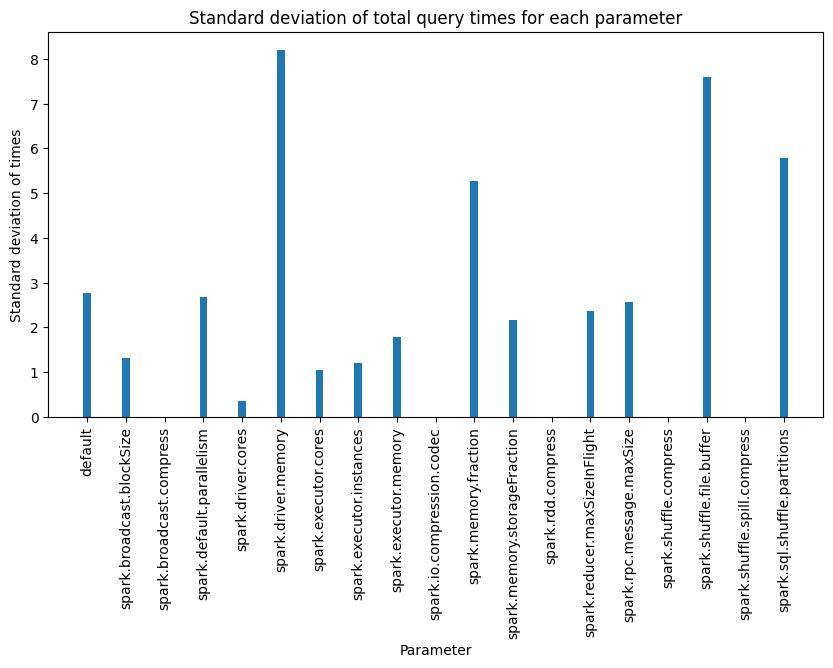 Standard deviation of total query times for each parameter
Standard deviation of times
8
7
6
5
4
3
2
1
0
default
spark.broadcast.blockSize
spark.broadcast.compress
spark.default.parallelism
spark.driver.cores
spark.driver.memory
spark.executor.cores
spark.executor.instances
spark.executor.memory
spark.io.compression.codec
spark.memory.fraction
spark.memory.storageFraction
spark.rdd.compress
spark.reducer.maxSizeInFlight
spark.rpc.message.maxSize
spark.shuffle.compress
spark.shuffle.file.buffer
spark.shuffle.spill.compress
spark.sql.shuffle.partitions
Parameter